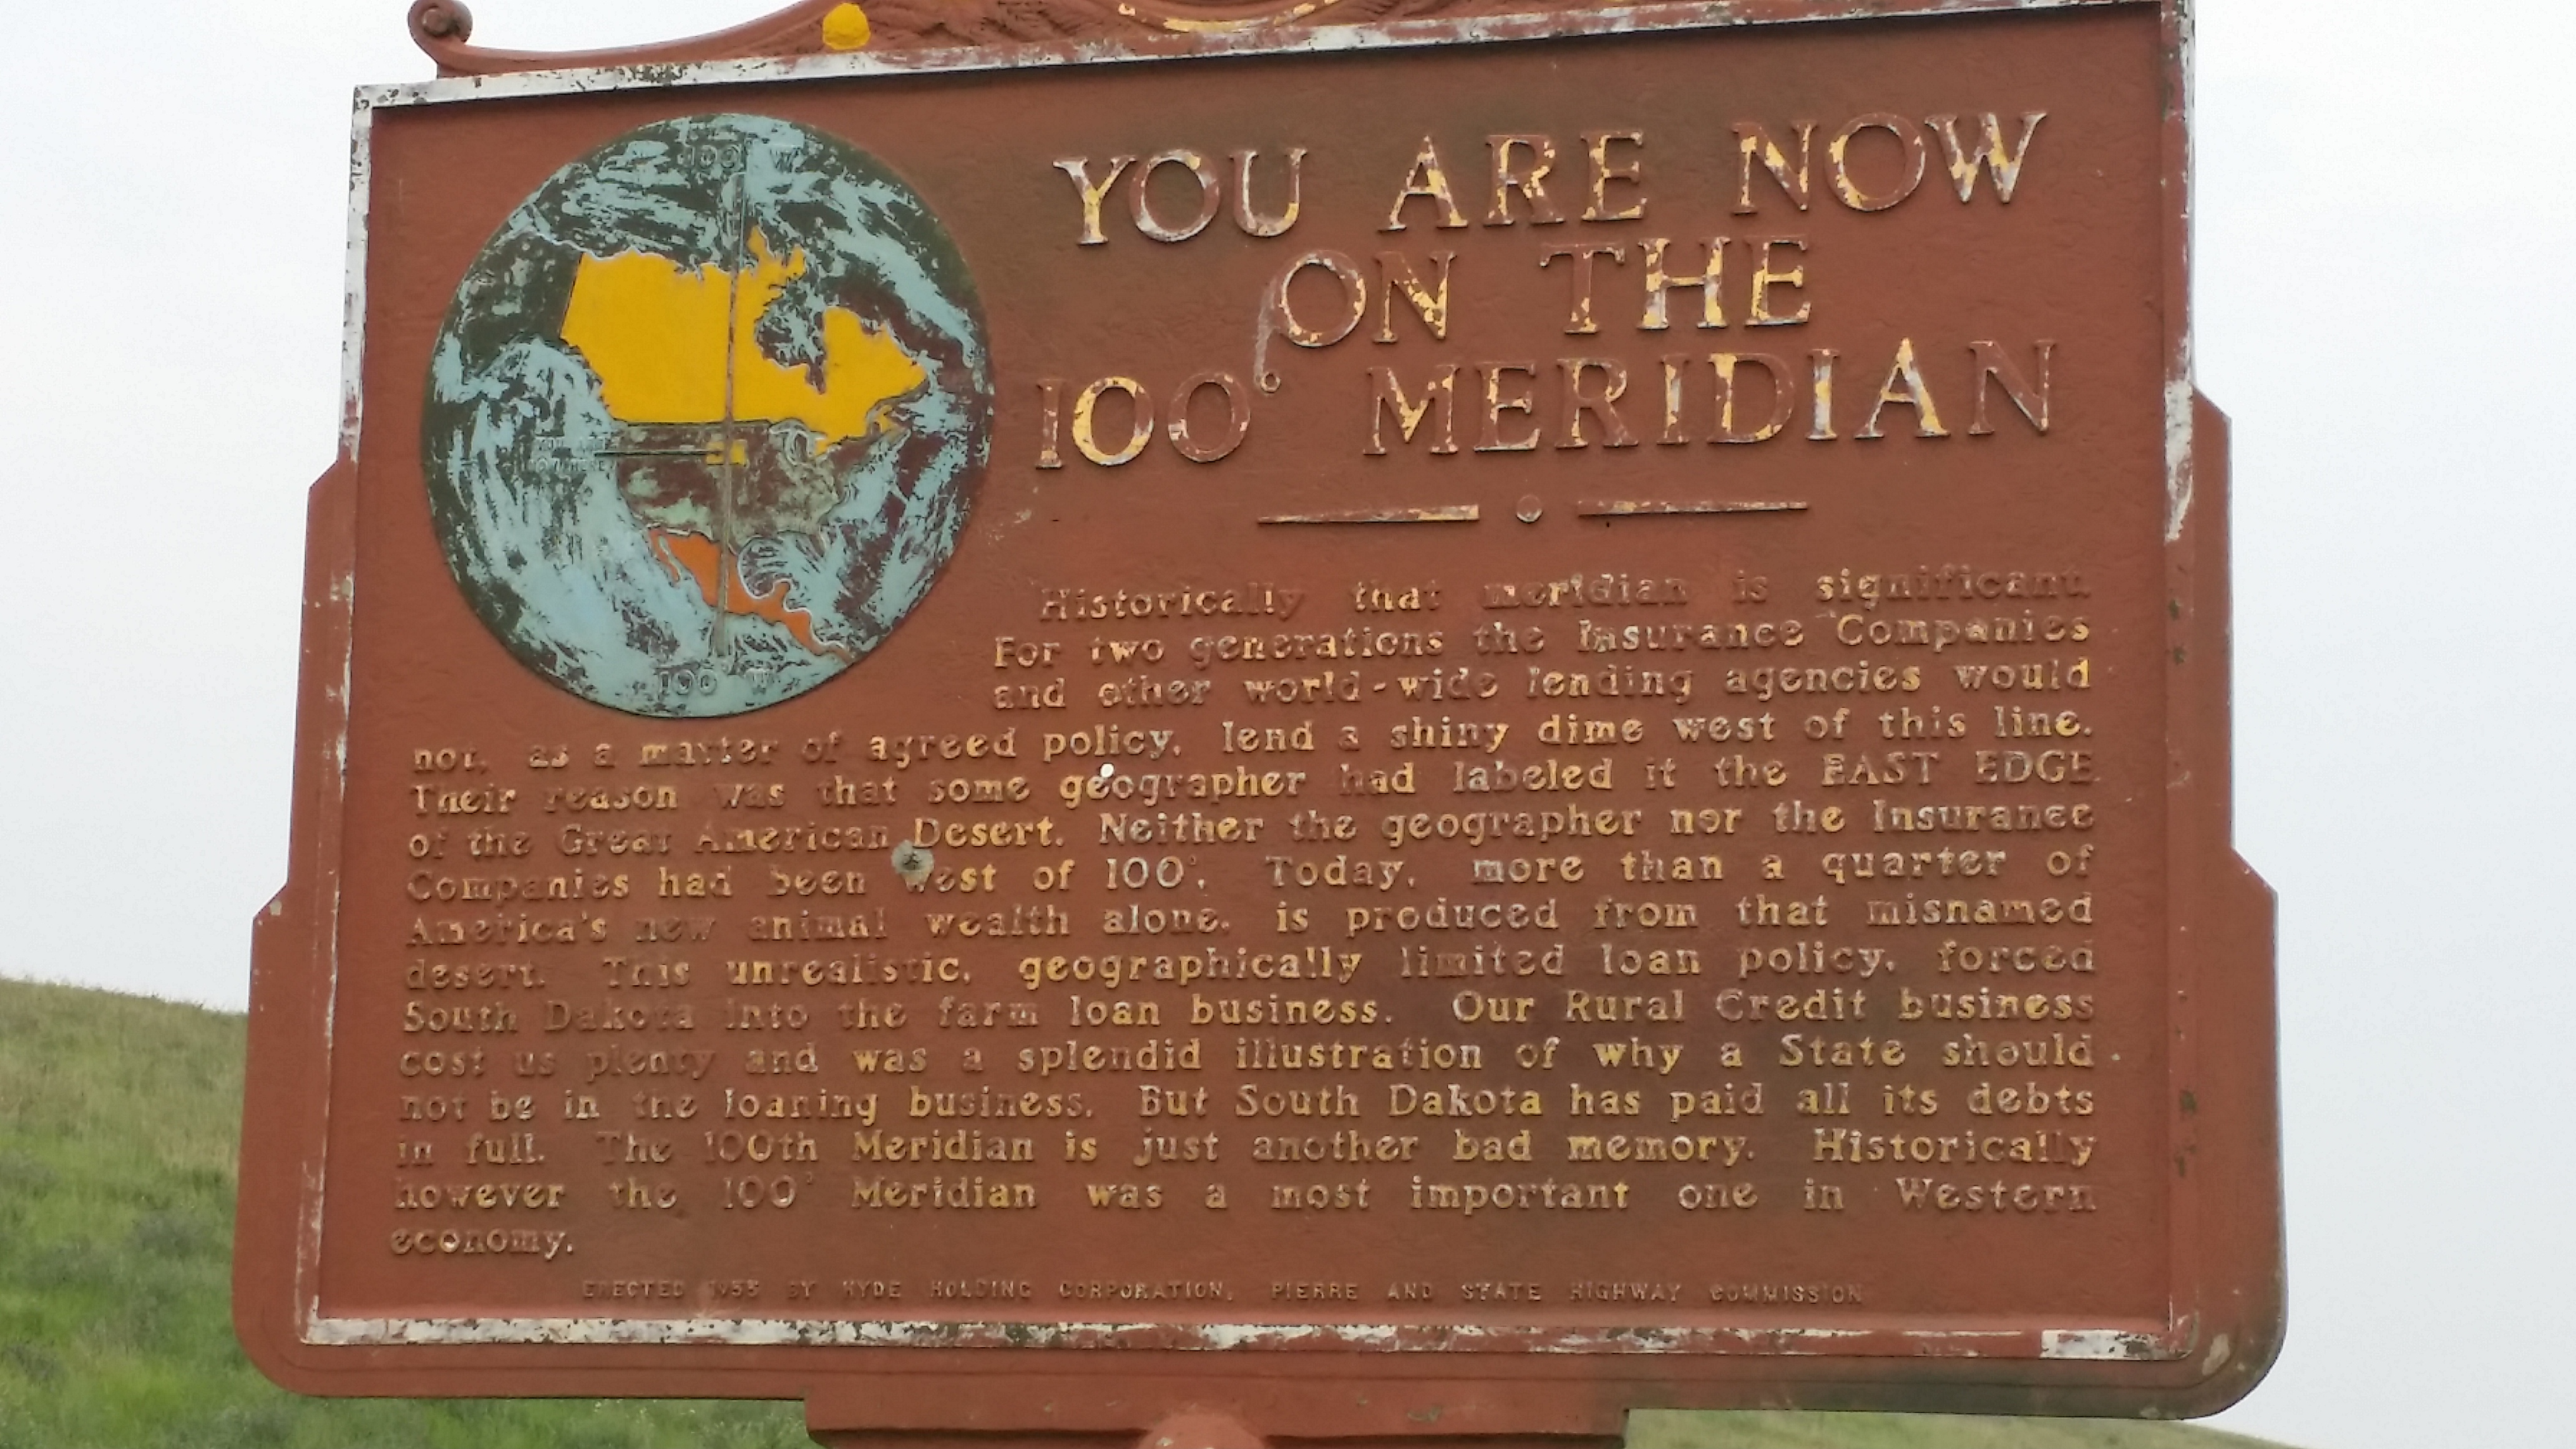 100° W
YOU ARE NOW
ON THE
100° MERIDIAN
YOU ARE
NOW HERE
100° W
Historically that meridian is significant.
For two generations the Insurance Companies
and other world-wide lending agencies would
not, as a matter of agreed policy, lend a shiny dime west of this line.
Their reason was that some geographer had labeled it the EAST EDGE
of the Great American Desert. Neither the geographer nor the Insurance
Companies had been west of 100°. Today, more than a quarter of
America's new animal wealth alone, is produced from that misnamed
desert. This unrealistic, geographically limited loan policy, forced
South Dakota into the farm loan business. Our Rural Credit business
cost us plenty and was a splendid illustration of why a State should
not be in the loaning business. But South Dakota has paid all its debts
in full. The 100th Meridian is just another bad memory. Historically
however the 100° Meridian was a most important one in Western
economy.
ERECTED 1955 BY HYDE HOLDING CORPORATION, PIERRE AND STATE HIGHWAY COMMISSION